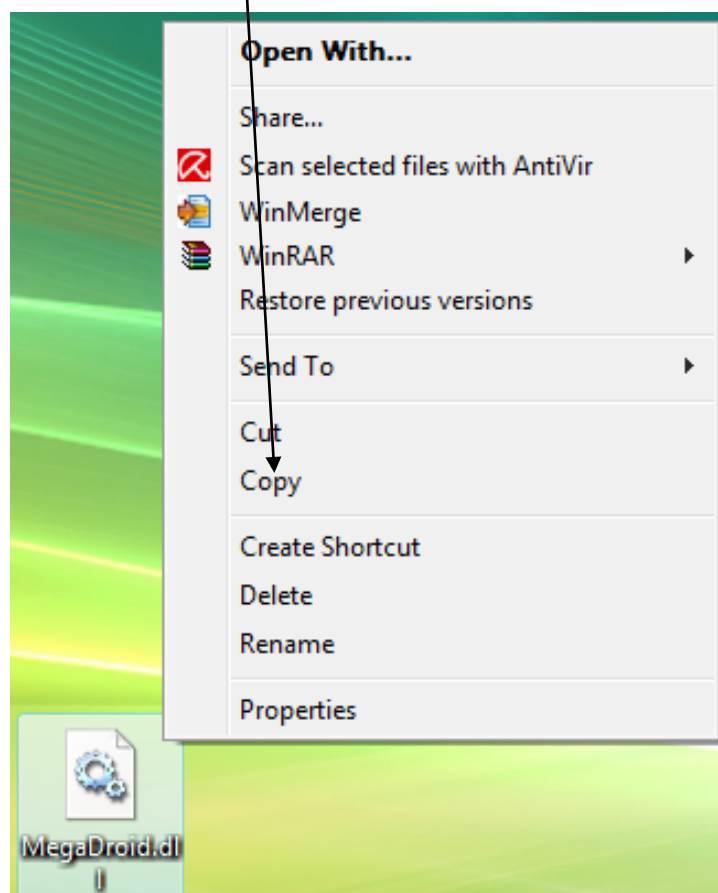 Open With...
Share...
Scan selected files with AntiVir
WinMerge
WinRAR
Restore previous versions
Send To
Cut
Copy
Create Shortcut
Delete
Rename
Properties
MegaDroid.dl
l